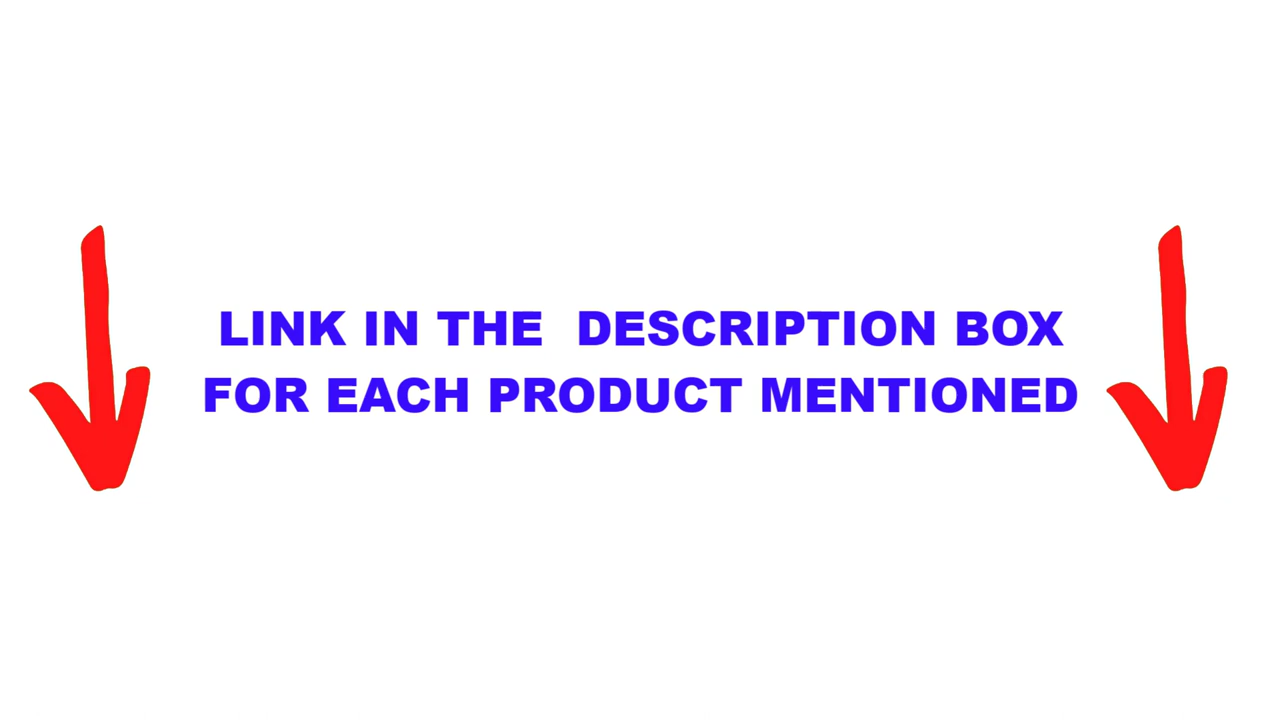 LINK IN THE  DESCRIPTION BOX
FOR EACH PRODUCT MENTIONED